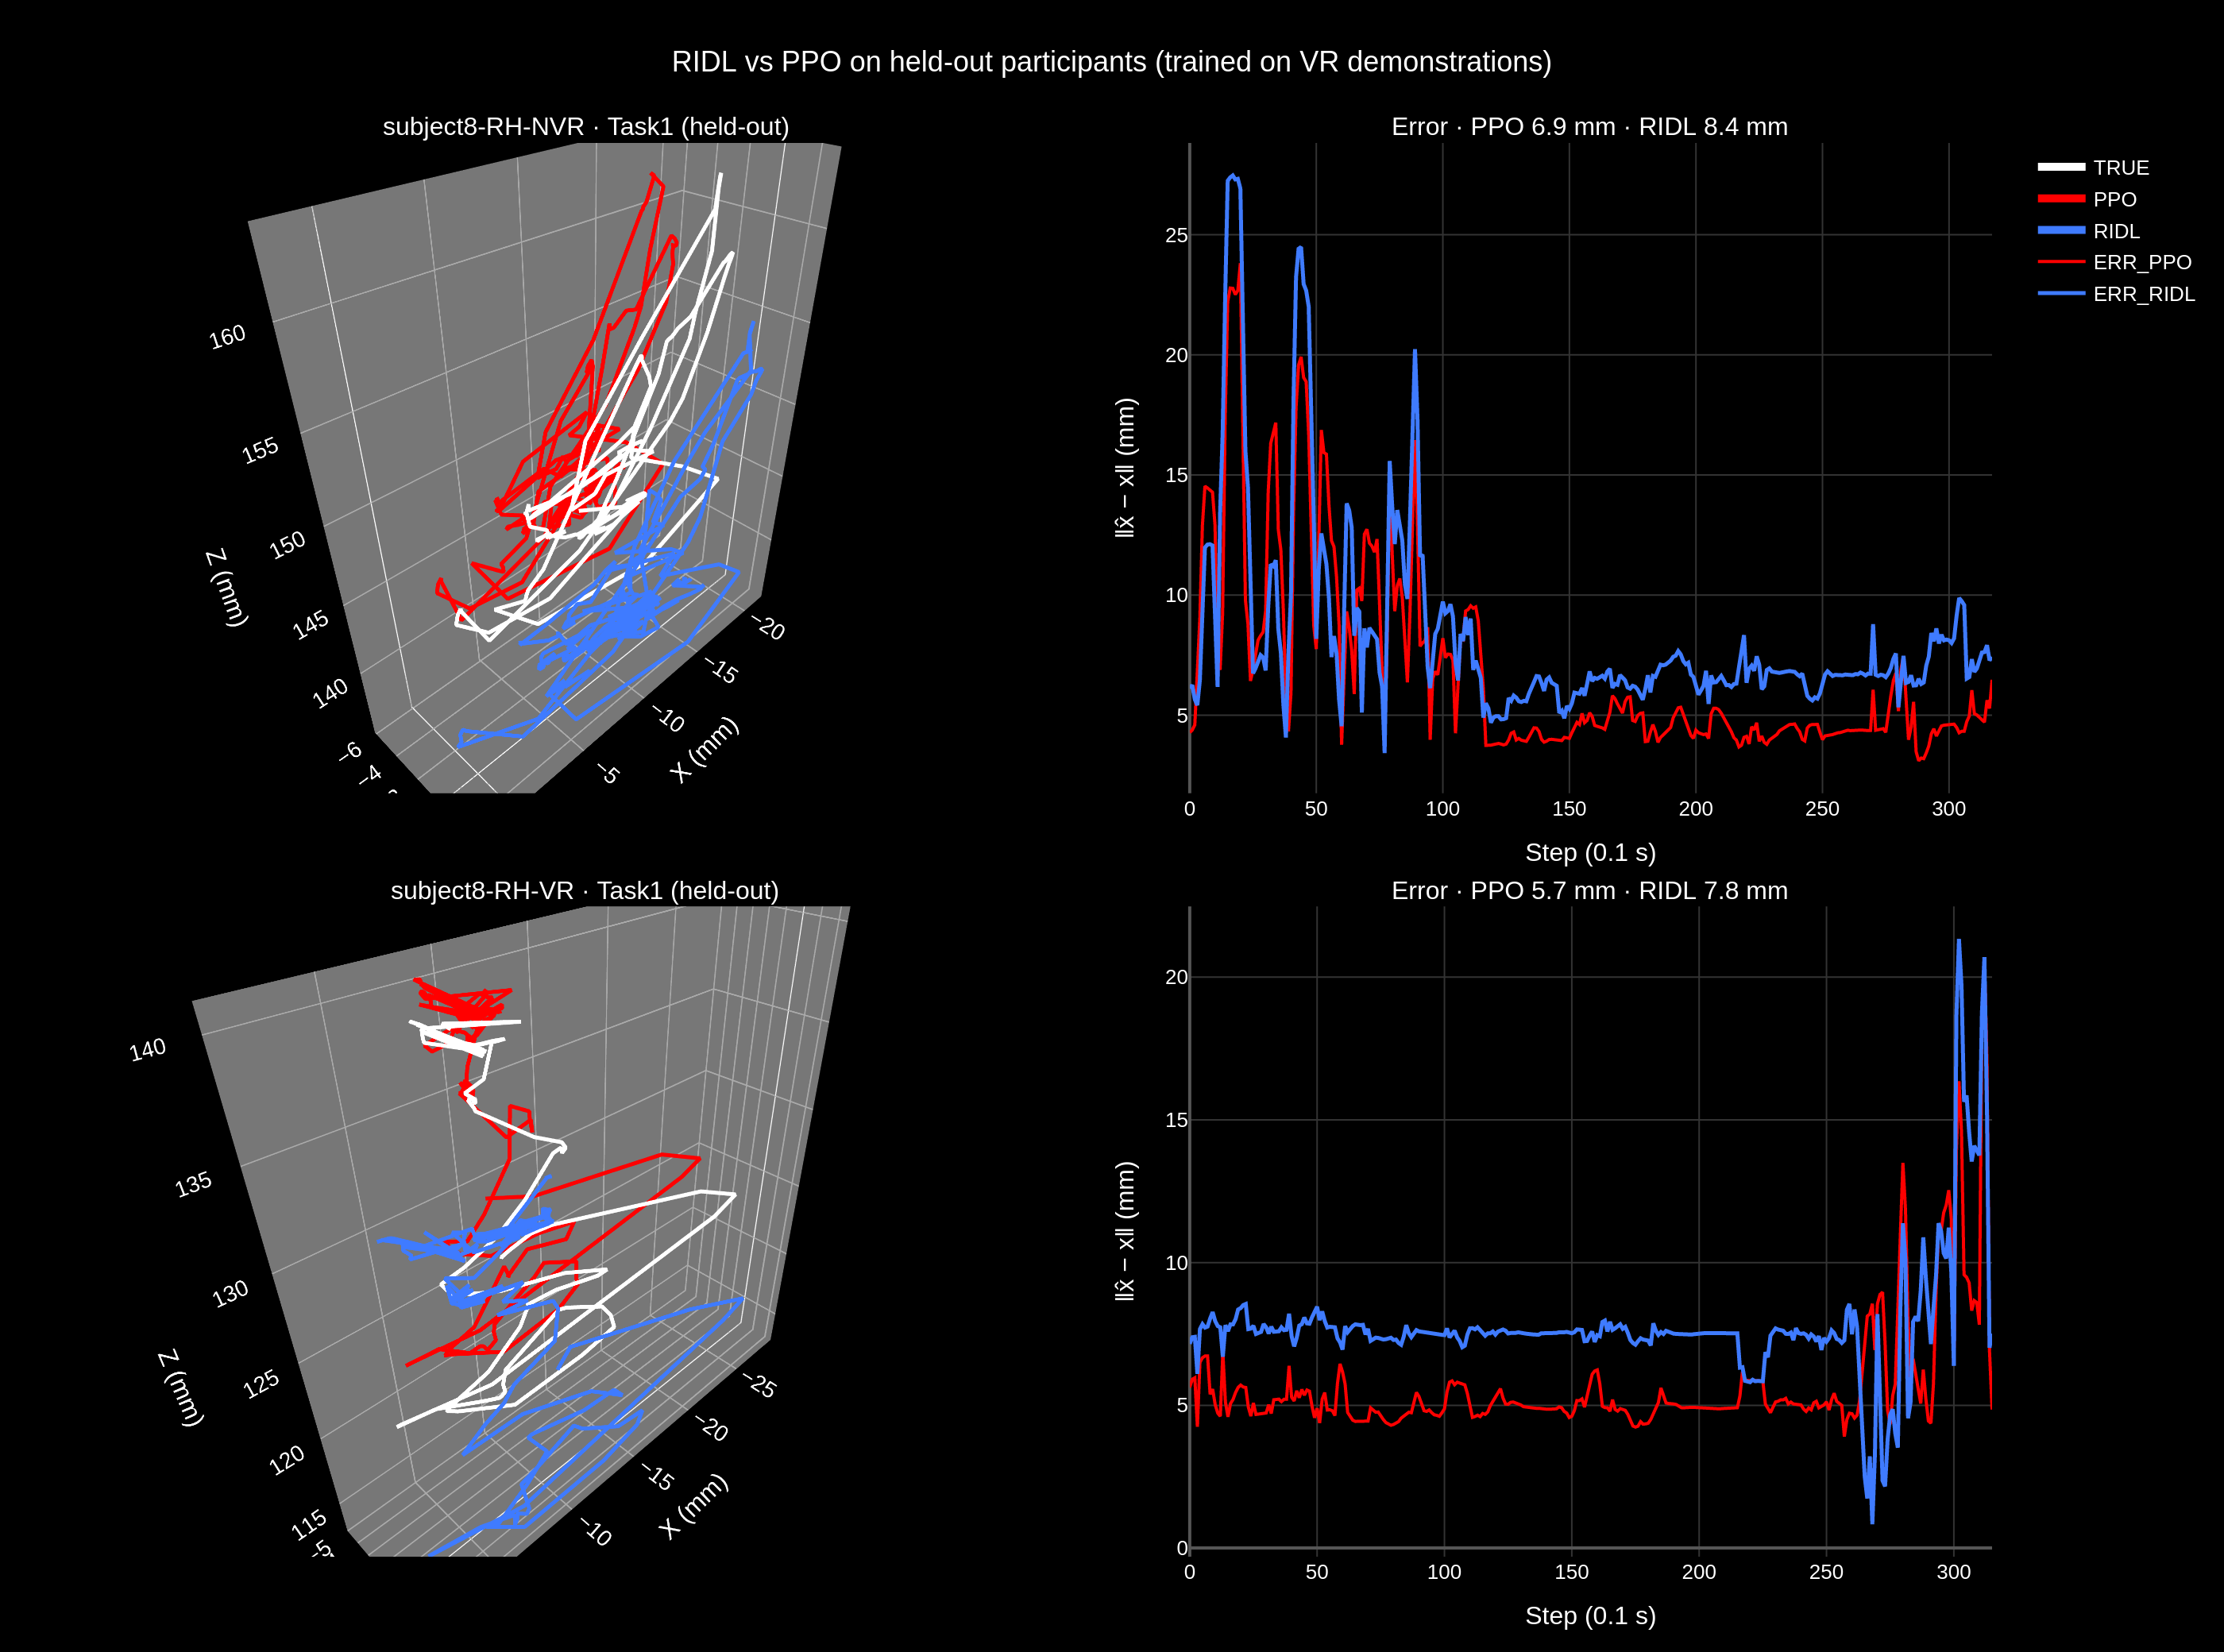 RIDL vs PPO on held-out participants (trained on VR demonstrations)
subject8-RH-NVR · Task1 (held-out)
160
155
150
145
140
Z (mm)
−6
−4
−20
−15
−10
−5
X (mm)
Error · PPO 6.9 mm · RIDL 8.4 mm
25
20
15
10
5
‖x̂ − x‖ (mm)
0 50 100 150 200 250 300
Step (0.1 s)
TRUE
PPO
RIDL
ERR_PPO
ERR_RIDL
subject8-RH-VR · Task1 (held-out)
140
135
130
125
120
115
Z (mm)
−25
−20
−15
−10
X (mm)
Error · PPO 5.7 mm · RIDL 7.8 mm
20
15
10
5
0
‖x̂ − x‖ (mm)
0 50 100 150 200 250 300
Step (0.1 s)